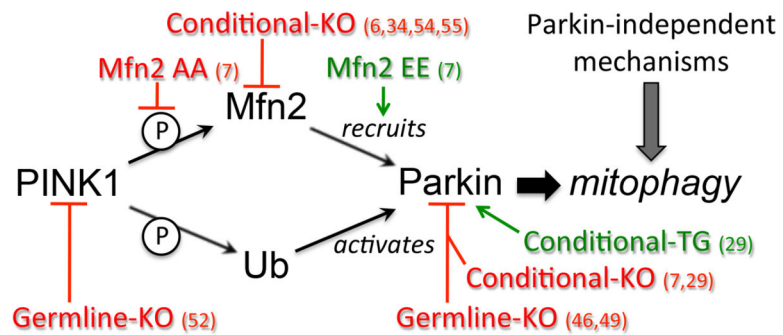 Conditional-KO (6,34,54,55)
Parkin-independent
mechanisms
Mfn2 AA (7)
Mfn2 EE (7)
Mfn2
P
recruits
PINK1
Parkin
mitophagy
P
activates
Ub
Conditional-TG (29)
Conditional-KO (7,29)
Germline-KO (52)
Germline-KO (46,49)